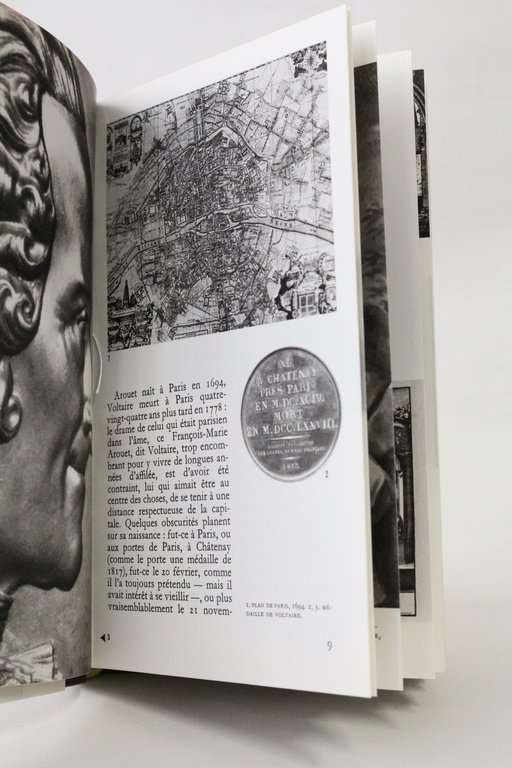 SEINE
1
Arouet naît à Paris en 1694,
Voltaire meurt à Paris quatre-
vingt-quatre ans plus tard en 1778 :
le drame de celui qui était parisien
dans l'âme, ce François-Marie
Arouet, dit Voltaire, trop encom-
brant pour y vivre de longues an-
nées d'affilée, est d'avoir été
contraint, lui qui aimait être au
centre des choses, de se tenir à une
distance respectueuse de la capi-
tale. Quelques obscurités planent
sur sa naissance : fut-ce à Paris, ou
aux portes de Paris, à Châtenay
(comme le porte une médaille de
1817), fut-ce le 20 février, comme
il l'a toujours prétendu — mais il
avait intérêt à se vieillir —, ou plus
vraisemblablement le 21 novem-
NÉ
A CHATENAY
PRÈS PARIS
EN M.DC.XCIV.
MORT
EN M.DCC.LXXVIII.
2
1. PLAN DE PARIS, 1694. 2, 3. MÉ-
DAILLE DE VOLTAIRE.
◀ 3
9